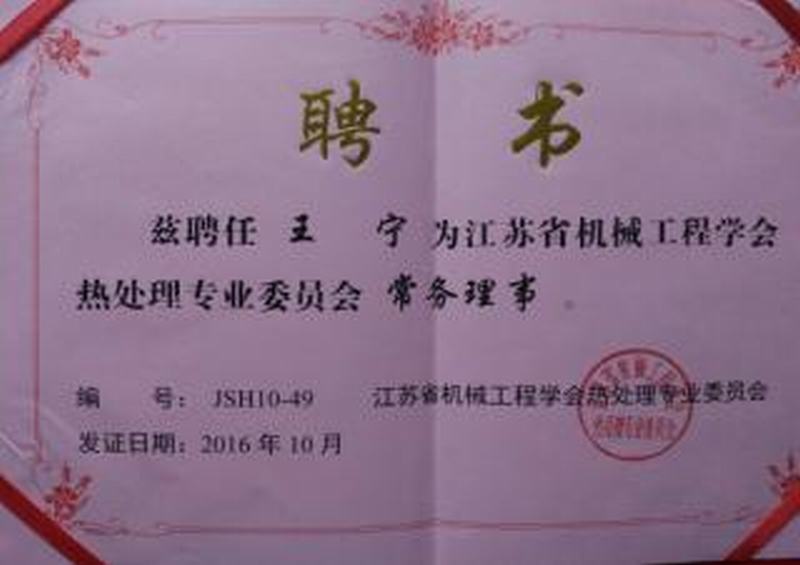 聘 书
兹聘任 王 宁 为江苏省机械工程学会
热处理专业委员会 常务理事 。
编 号：JSH10-49 江苏省机械工程学会热处理专业委员会
发证日期：2016 年 10 月